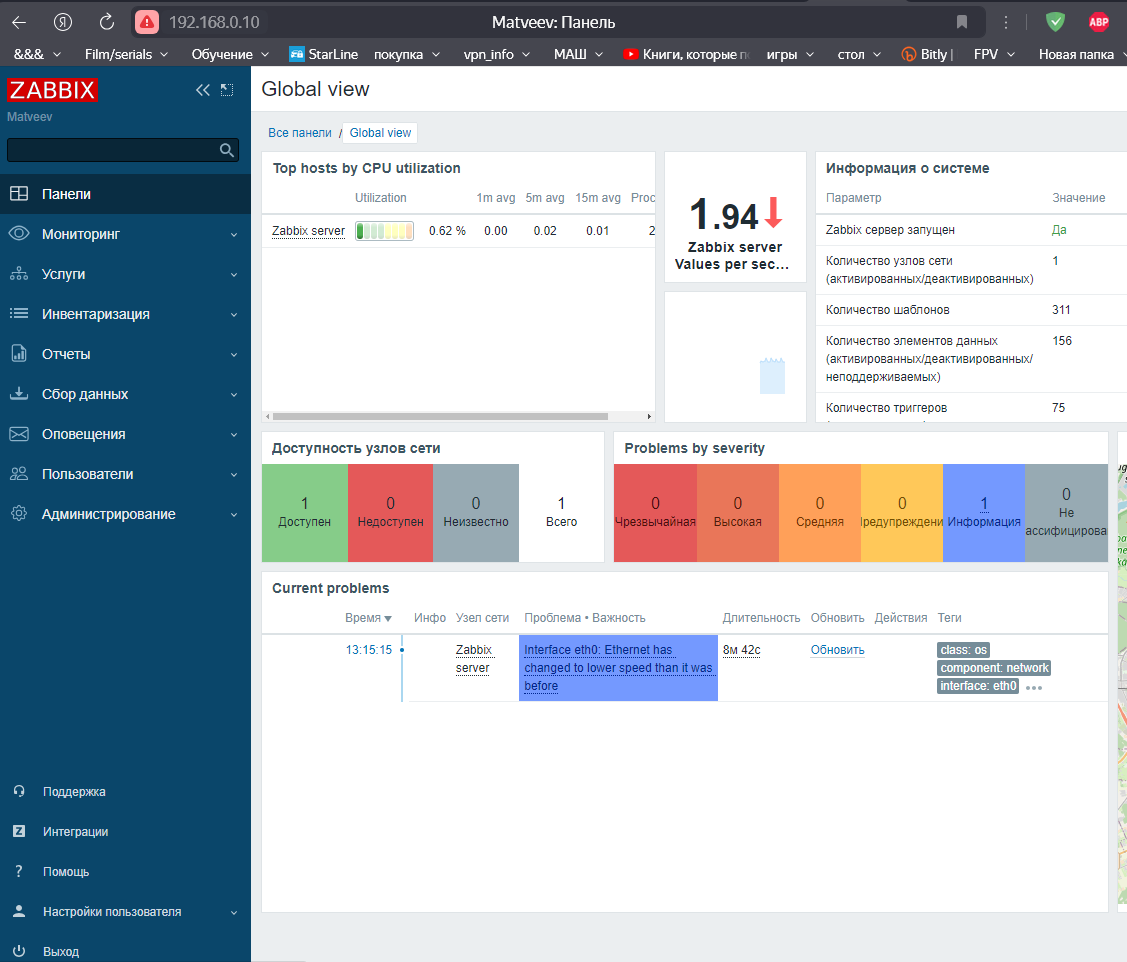 192.168.0.10
Matveev: Панель
ABP
&&&
Film/serials
Обучение
StarLine
покупка
vpn_info
МАШ
Книги, которые п
игры
стол
Bitly |
FPV
Новая папка
ZABBIX
Matveev
Панели
Мониторинг
Услуги
Инвентаризация
Отчеты
Сбор данных
Оповещения
Пользователи
Администрирование
Поддержка
Интеграции
Помощь
Настройки пользователя
Выход
Global view
Все панели / Global view
Top hosts by CPU utilization
Utilization 1m avg 5m avg 15m avg Proc
Zabbix server 0.62 % 0.00 0.02 0.01 2
1.94
Zabbix server
Values per sec...
Информация о системе
Параметр Значение
Zabbix сервер запущен Да
Количество узлов сети 1
(активированных/деактивированных)
Количество шаблонов 311
Количество элементов данных 156
(активированных/деактивированных/
неподдерживаемых)
Количество триггеров 75
Доступность узлов сети
1 0 0 1
Доступен Недоступен Неизвестно Всего
Problems by severity
0 0 0 0 1 0
Чрезвычайная Высокая Средняя редупреждени Информация Не
ассифицирова
Current problems
Время Инфо Узел сети Проблема • Важность Длительность Обновить Действия Теги
13:15:15 Zabbix Interface eth0: Ethernet has 8м 42с Обновить class: os
server changed to lower speed than it was component: network
before interface: eth0